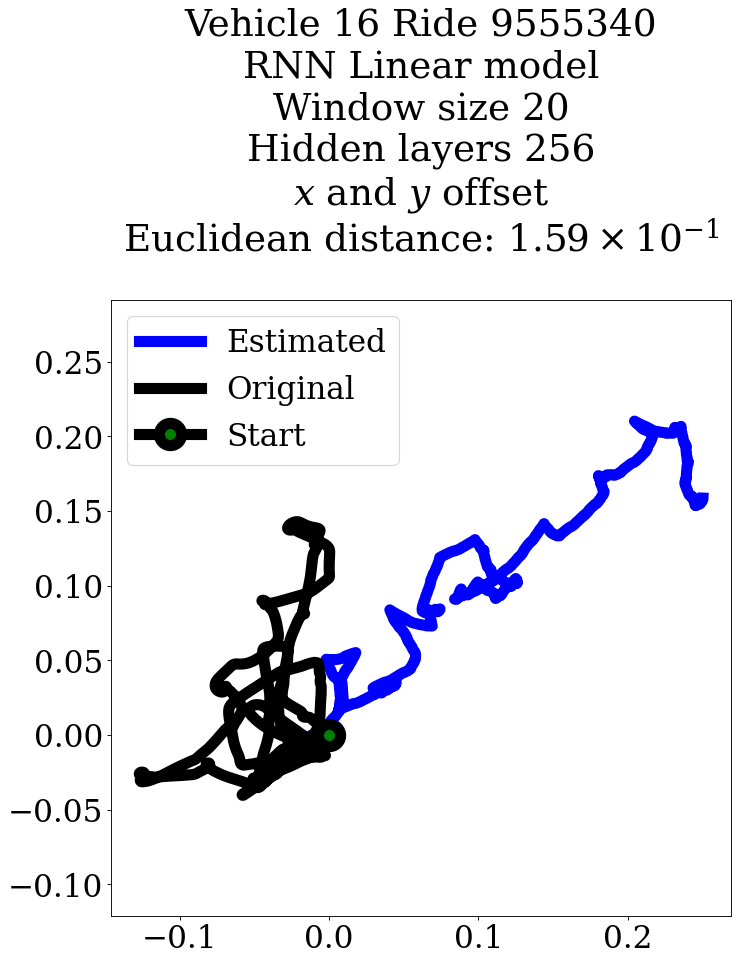 Vehicle 16 Ride 9555340
RNN Linear model
Window size 20
Hidden layers 256
x and y offset
Euclidean distance: 1.59 × 10⁻¹
Estimated
Original
Start
0.25
0.20
0.15
0.10
0.05
0.00
−0.05
−0.10
−0.1 0.0 0.1 0.2